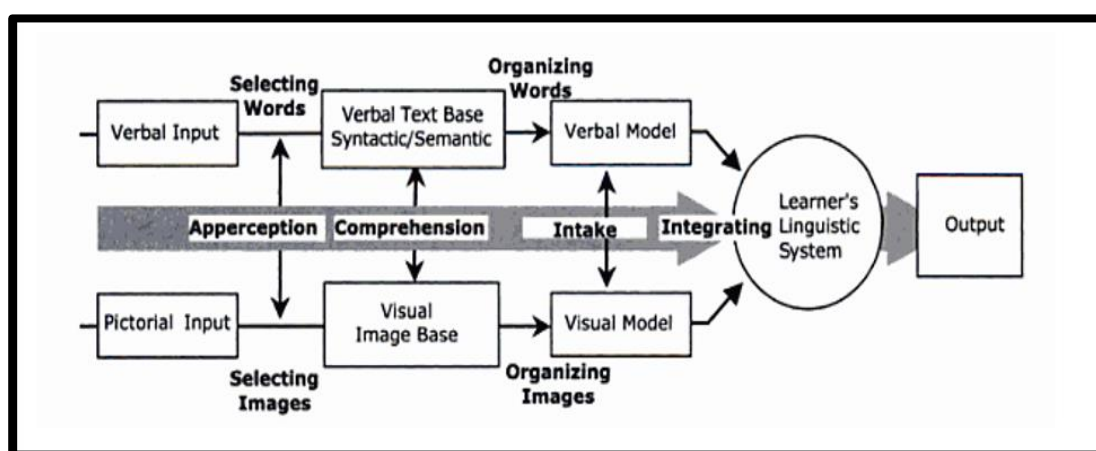 Selecting
Words
Organizing
Words
Verbal Input
Verbal Text Base
Syntactic/Semantic
Verbal Model
Apperception
Comprehension
Intake
Integrating
Learner's
Linguistic
System
Output
Pictorial Input
Visual
Image Base
Visual Model
Selecting
Images
Organizing
Images